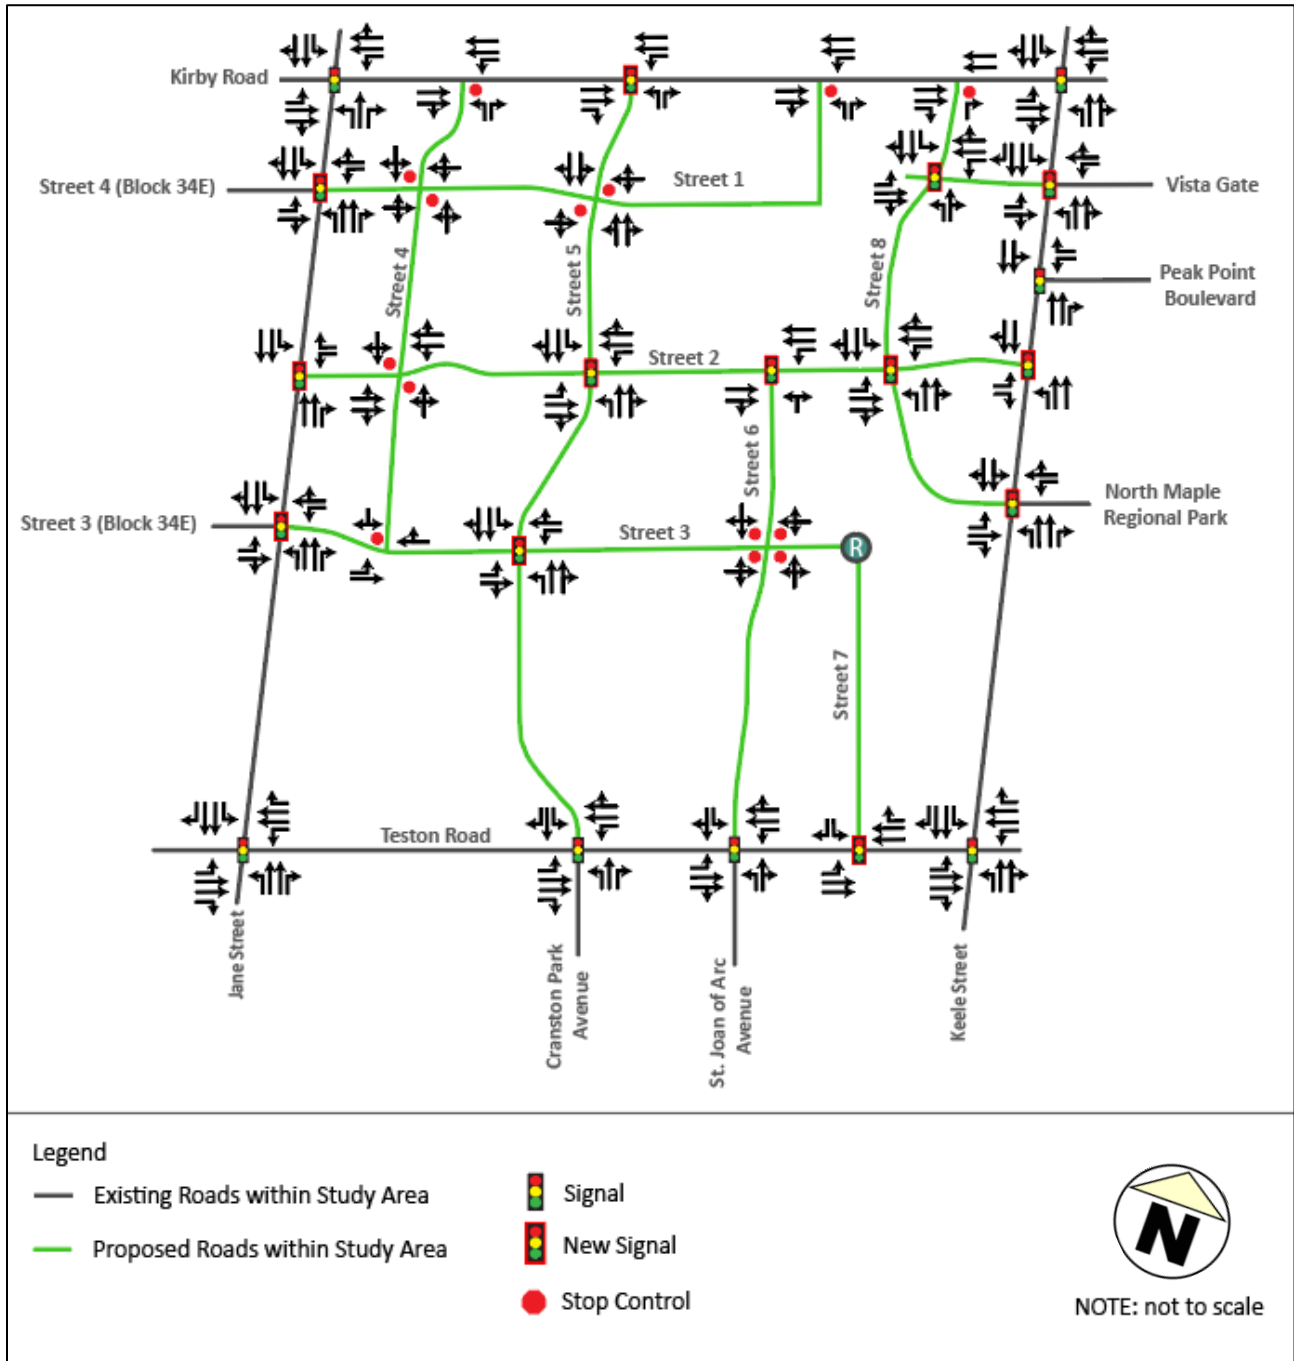 Kirby Road
Street 4 (Block 34E)
Street 1
Vista Gate
Street 4
Street 5
Street 8
Peak Point
Boulevard
Street 2
Street 6
Street 3 (Block 34E)
Street 3
R
North Maple
Regional Park
Street 7
Teston Road
Jane Street
Cranston Park
Avenue
St. Joan of Arc
Avenue
Keele Street
Legend
Existing Roads within Study Area
Proposed Roads within Study Area
Signal
New Signal
Stop Control
N
NOTE: not to scale